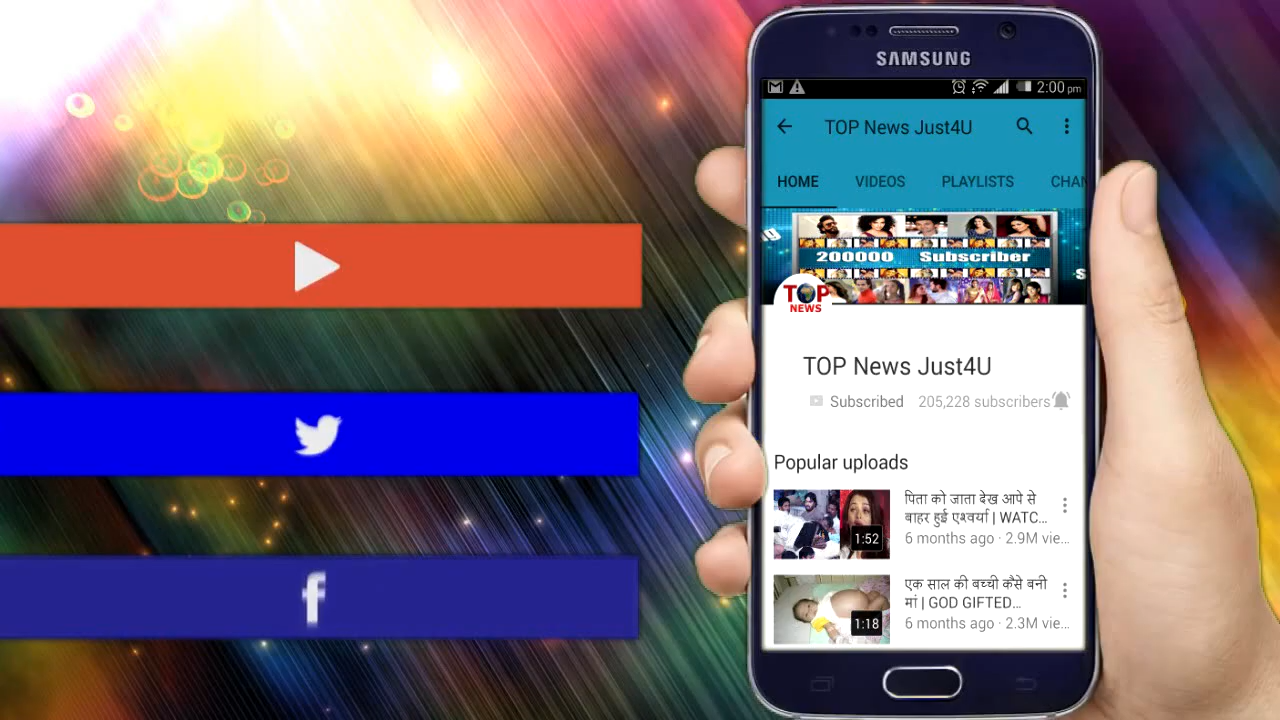 SAMSUNG
2:00 pm
TOP News Just4U
HOME VIDEOS PLAYLISTS CHAN
200000 Subscriber
TOP
NEWS
TOP News Just4U
Subscribed 205,228 subscribers
Popular uploads
पिता को जाता देख आपे से
बाहर हुई एश्वर्या | WATC...
6 months ago · 2.9M vie...
1:52
एक साल की बच्ची कैसे बनी
मां | GOD GIFTED...
6 months ago · 2.3M vie...
1:18